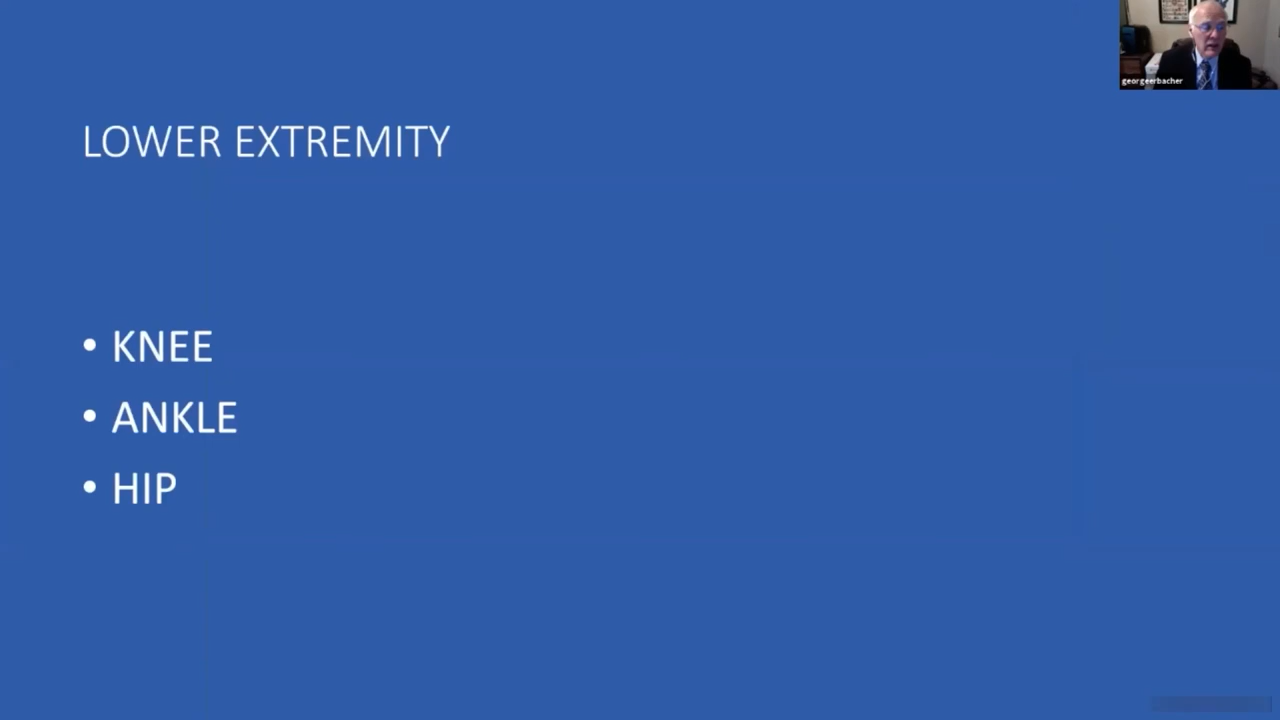 georgeerbacher
LOWER EXTREMITY
• KNEE
• ANKLE
• HIP